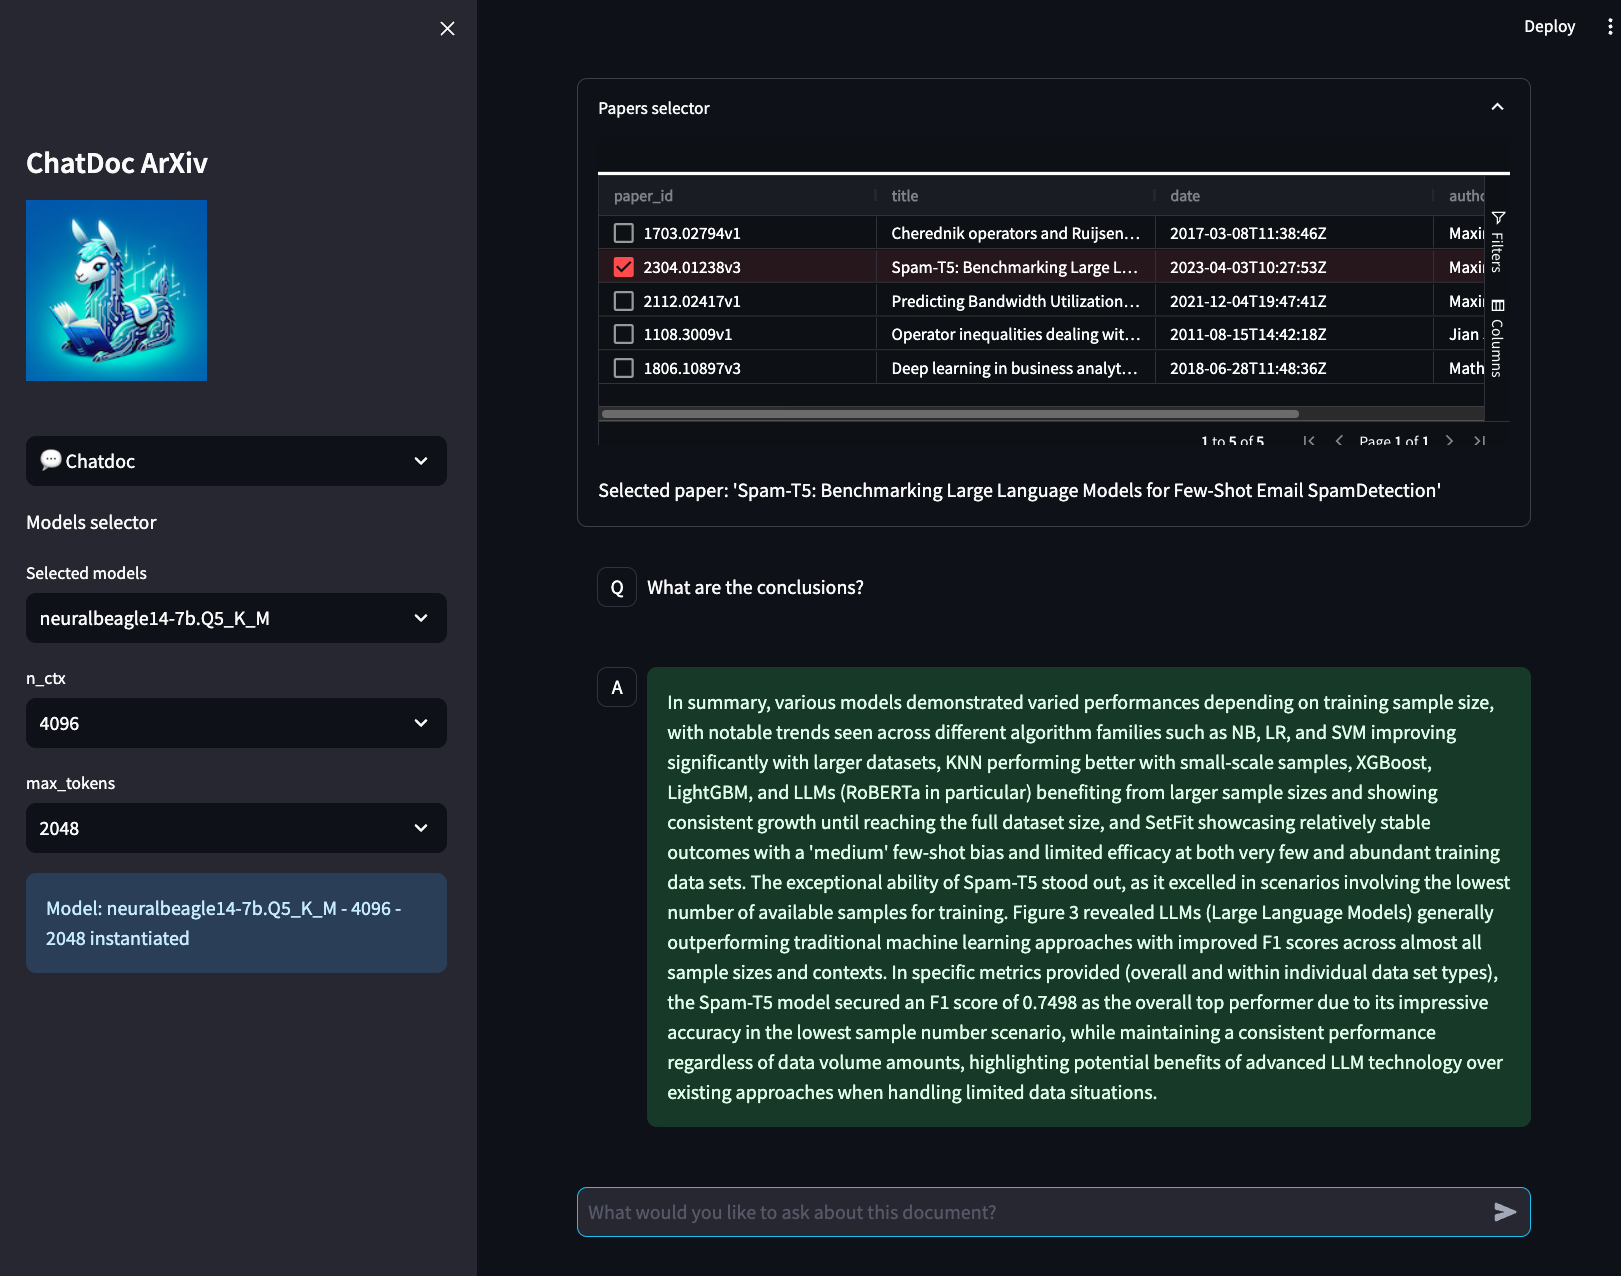 Deploy
ChatDoc ArXiv
💬 Chatdoc
Models selector
Selected models
neuralbeagle14-7b.Q5_K_M
n_ctx
4096
max_tokens
2048
Model: neuralbeagle14-7b.Q5_K_M - 4096 -
2048 instantiated
Papers selector
paper_id title date autho
1703.02794v1 Cherednik operators and Ruijsen... 2017-03-08T11:38:46Z Maxi
2304.01238v3 Spam-T5: Benchmarking Large L... 2023-04-03T10:27:53Z Maxi
2112.02417v1 Predicting Bandwidth Utilization... 2021-12-04T19:47:41Z Maxi
1108.3009v1 Operator inequalities dealing wit... 2011-08-15T14:42:18Z Jian
1806.10897v3 Deep learning in business analyt... 2018-06-28T11:48:36Z Math
Filters
Columns
1 to 5 of 5 Page 1 of 1
Selected paper: 'Spam-T5: Benchmarking Large Language Models for Few-Shot Email SpamDetection'
Q What are the conclusions?
A
In summary, various models demonstrated varied performances depending on training sample size,
with notable trends seen across different algorithm families such as NB, LR, and SVM improving
significantly with larger datasets, KNN performing better with small-scale samples, XGBoost,
LightGBM, and LLMs (RoBERTa in particular) benefiting from larger sample sizes and showing
consistent growth until reaching the full dataset size, and SetFit showcasing relatively stable
outcomes with a 'medium' few-shot bias and limited efficacy at both very few and abundant training
data sets. The exceptional ability of Spam-T5 stood out, as it excelled in scenarios involving the lowest
number of available samples for training. Figure 3 revealed LLMs (Large Language Models) generally
outperforming traditional machine learning approaches with improved F1 scores across almost all
sample sizes and contexts. In specific metrics provided (overall and within individual data set types),
the Spam-T5 model secured an F1 score of 0.7498 as the overall top performer due to its impressive
accuracy in the lowest sample number scenario, while maintaining a consistent performance
regardless of data volume amounts, highlighting potential benefits of advanced LLM technology over
existing approaches when handling limited data situations.
What would you like to ask about this document?